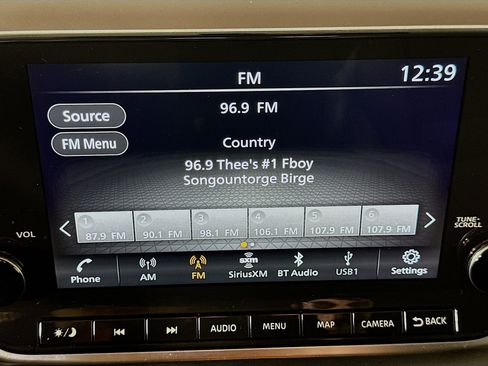 FM
12:39
Source
96.9 FM
FM Menu
Country
96.9 Thee's #1 Fboy
Songountorge Birge
1 2 3 4 5 6
87.9 FM 90.1 FM 98.1 FM 106.1 FM 107.9 FM 107.9 FM
VOL
TUNE-
SCROLL
Phone AM FM sxm SiriusXM BT Audio USB1 Settings
AUDIO MENU MAP CAMERA BACK